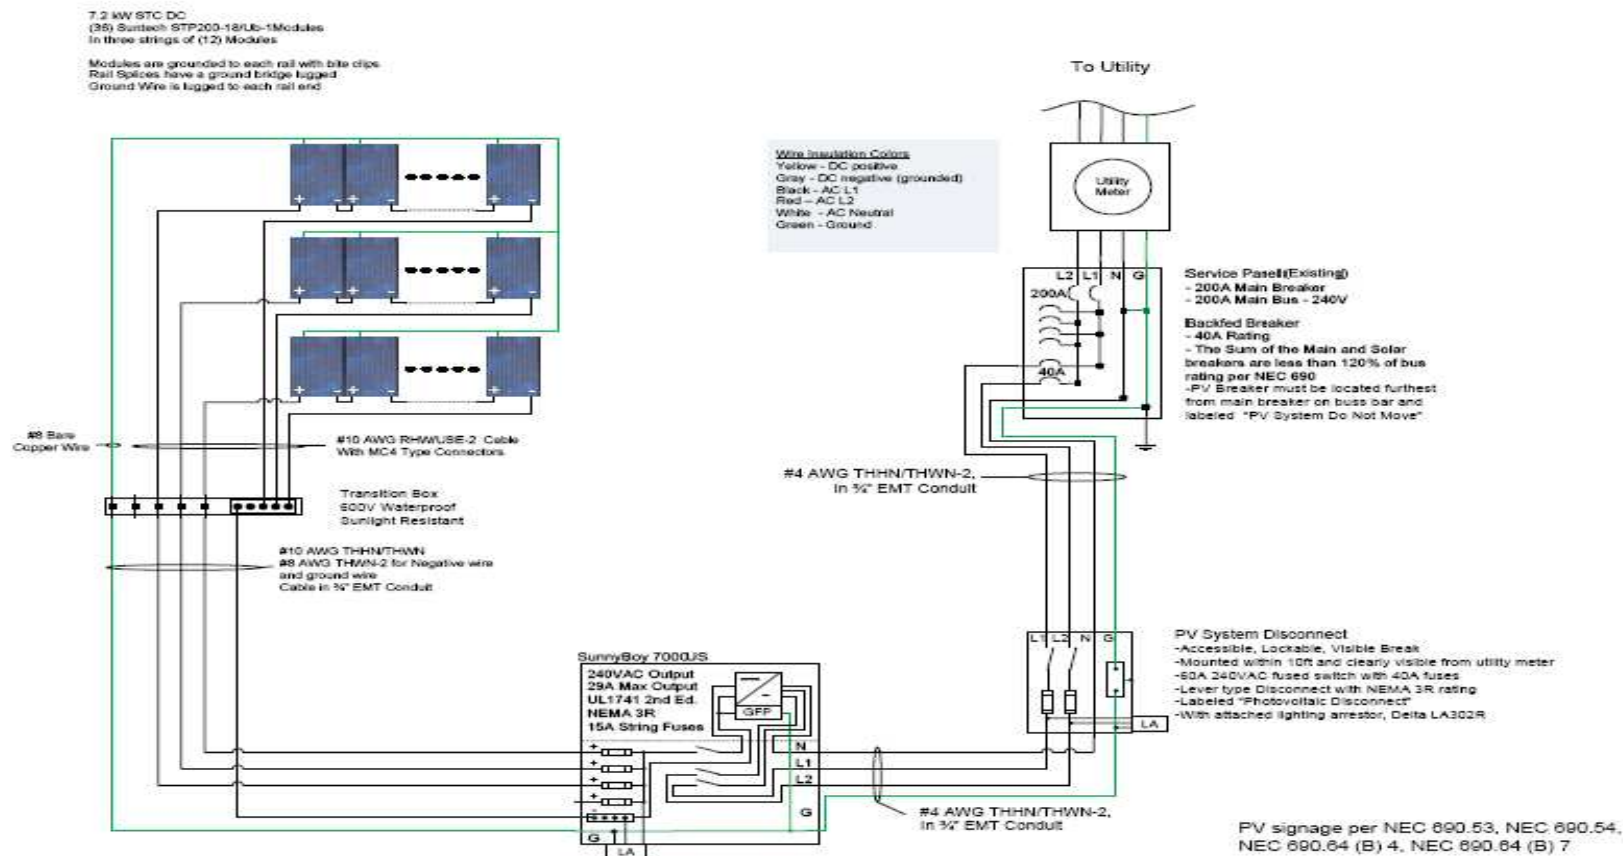 7.2 kW STC DC
(36) Suntech STP200-18/Ub-1Modules
In three strings of (12) Modules
Modules are grounded to each rail with bite clips
Rail Splices have a ground bridge lugged
Ground Wire is lugged to each rail end
To Utility
Wire Insulation Colors
Yellow - DC positive
Gray - DC negative (grounded)
Black - AC L1
Red - AC L2
White - AC Neutral
Green - Ground
Utility
Meter
L2 L1 N G
200A
40A
Service Panel(Existing)
- 200A Main Breaker
- 200A Main Bus - 240V
Backfed Breaker
- 40A Rating
- The Sum of the Main and Solar
breakers are less than 120% of bus
rating per NEC 690
-PV Breaker must be located furthest
from main breaker on buss bar and
labeled "PV System Do Not Move"
#8 Bare
Copper Wire
#10 AWG RHW/USE-2 Cable
With MC4 Type Connectors
#4 AWG THHN/THWN-2,
In ¾" EMT Conduit
Transition Box
600V Waterproof
Sunlight Resistant
#10 AWG THHN/THWN
#8 AWG THWN-2 for Negative wire
and ground wire
Cable in ¾" EMT Conduit
L1 L2 N G
LA
PV System Disconnect
-Accessible, Lockable, Visible Break
-Mounted within 10ft and clearly visible from utility meter
-60A 240VAC fused switch with 40A fuses
-Lever type Disconnect with NEMA 3R rating
-Labeled "Photovoltaic Disconnect"
-With attached lighting arrestor, Delta LA302R
SunnyBoy 7000US
240VAC Output
29A Max Output
UL1741 2nd Ed.
NEMA 3R
15A String Fuses
GFP
N
L1
L2
G
G
LA
#4 AWG THHN/THWN-2,
In ¾" EMT Conduit
PV signage per NEC 690.53, NEC 690.54,
NEC 690.64 (B) 4, NEC 690.64 (B) 7